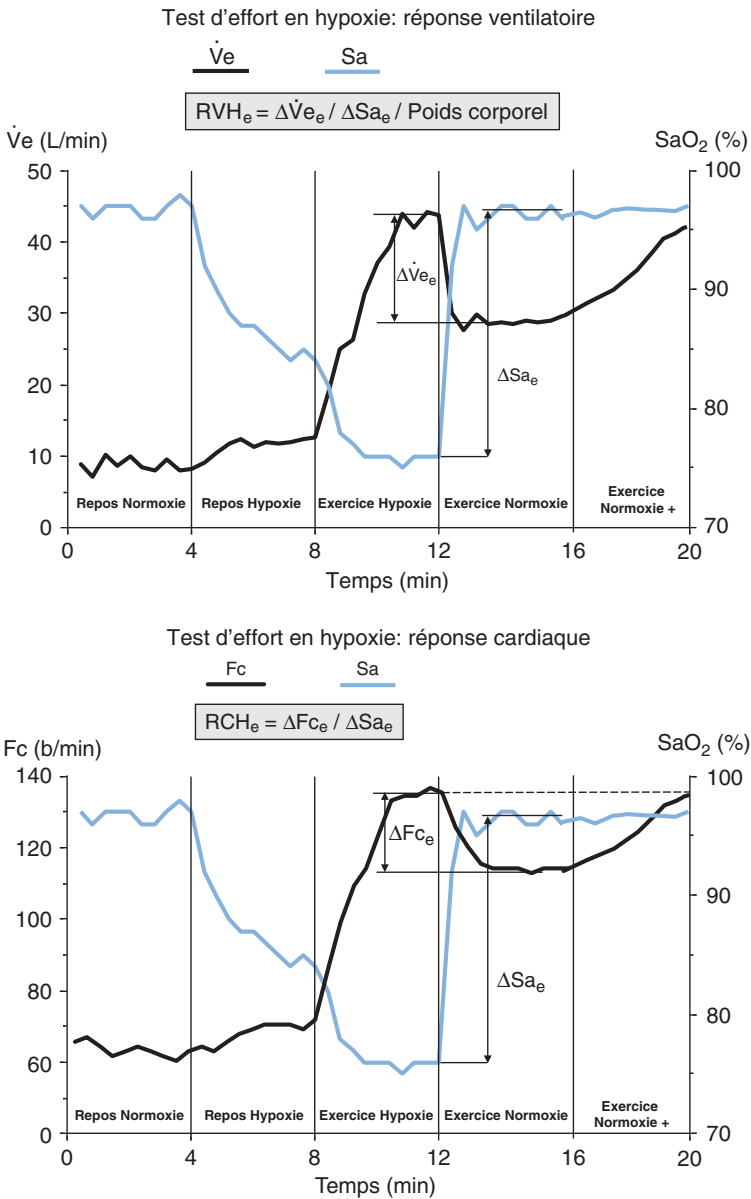 Test d'effort en hypoxie: réponse ventilatoire
V̇e Sa
RVHₑ = ΔV̇eₑ / ΔSaₑ / Poids corporel
V̇e (L/min) SaO₂ (%)
50 100
45
90
30
20 80
10
0 70
ΔV̇eₑ
ΔSaₑ
Repos Normoxie Repos Hypoxie Exercice Hypoxie Exercice Normoxie Exercice
Normoxie +
0 4 8 12 16 20
Temps (min)
Test d'effort en hypoxie: réponse cardiaque
Fc Sa
RCHₑ = ΔFcₑ / ΔSaₑ
Fc (b/min) SaO₂ (%)
140 100
120
90
100
80 80
60
0 70
ΔFcₑ
ΔSaₑ
Repos Normoxie Repos Hypoxie Exercice Hypoxie Exercice Normoxie Exercice
Normoxie +
0 4 8 12 16 20
Temps (min)